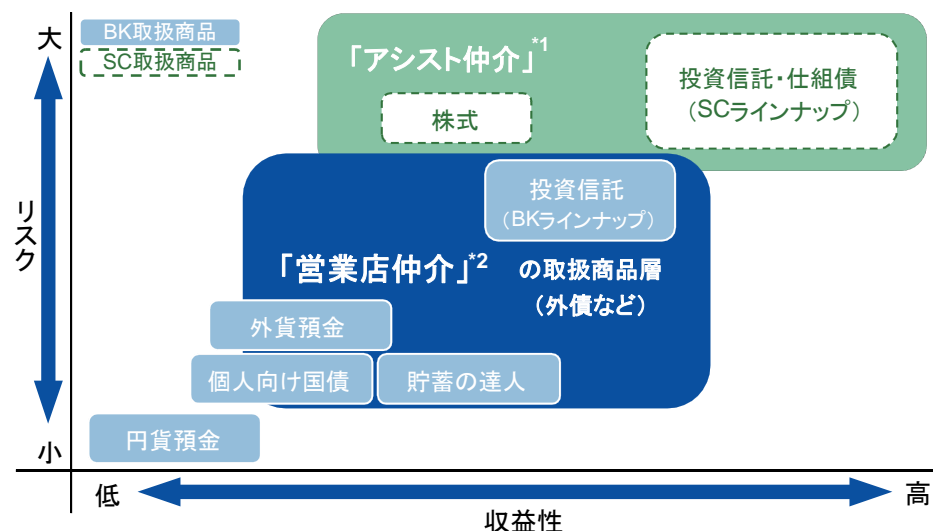 大
BK取扱商品
SC取扱商品
「アシスト仲介」*1
株式
投資信託・仕組債
（SCラインナップ）
投資信託
（BKラインナップ）
リスク
「営業店仲介」*2 の取扱商品層
（外債など）
外貨預金
個人向け国債
貯蓄の達人
円貨預金
小
低
高
収益性